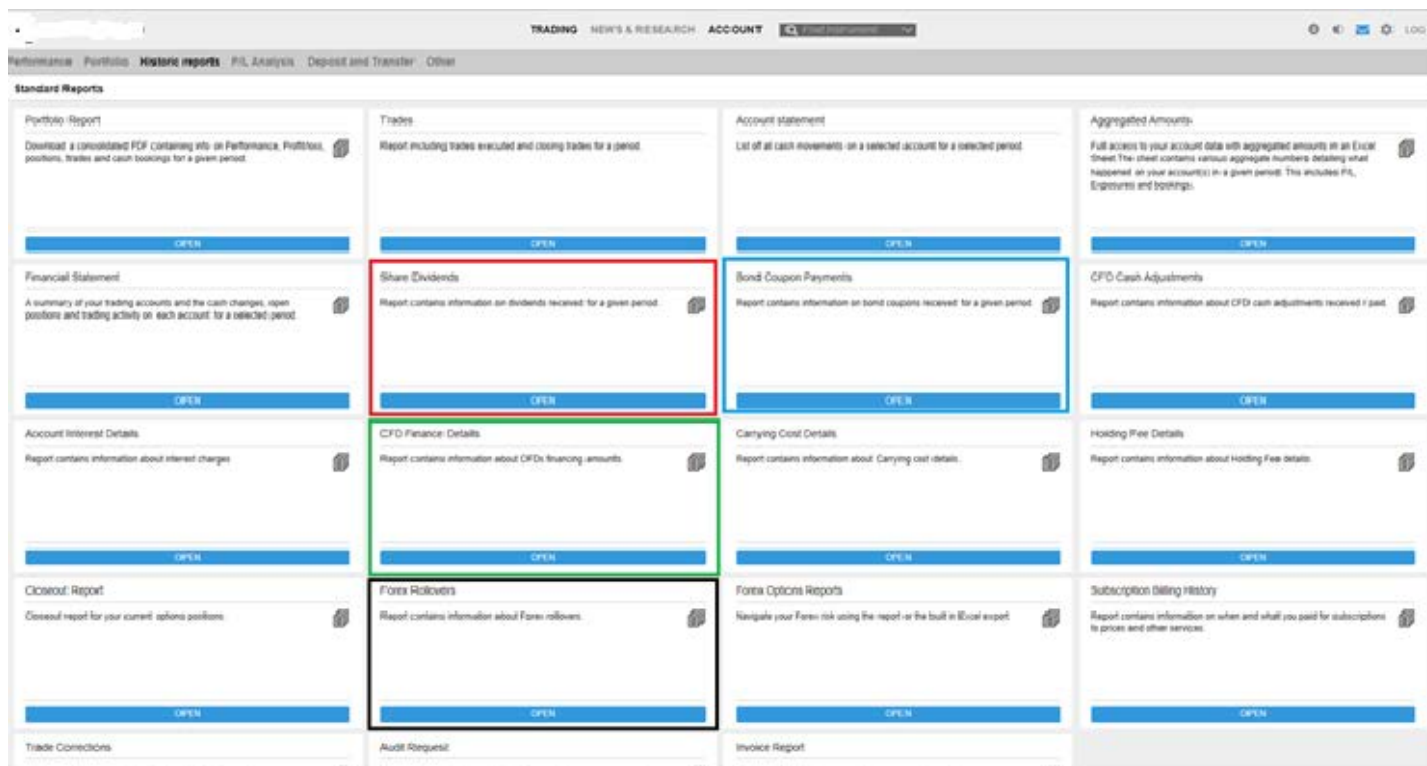 TRADING NEWS & RESEARCH ACCOUNT Find Instrument LOG
Performance Portfolio Historic reports P/L Analysis Deposit and Transfer Other
Standard Reports
Portfolio Report
Download a consolidated PDF containing info on Performance, Profit/loss,
positions, trades and cash bookings for a given period.
OPEN
Trades
Report including trades executed and closing trades for a period.
OPEN
Account statement
List of all cash movements on a selected account for a selected period.
OPEN
Aggregated Amounts
Full access to your account data with aggregated amounts in an Excel
Sheet.The sheet contains various aggregate numbers detailing what
happened on your account(s) in a given period. This includes P/L,
Exposures and bookings.
OPEN
Financial Statement
A summary of your trading accounts and the cash changes, open
positions and trading activity on each account for a selected period.
OPEN
Share Dividends
Report contains information on dividends received for a given period.
OPEN
Bond Coupon Payments
Report contains information on bond coupons received for a given period.
OPEN
CFD Cash Adjustments
Report contains information about CFD cash adjustments received / paid.
OPEN
Account Interest Details
Report contains information about interest charges
OPEN
CFD Finance Details
Report contains information about CFDs financing amounts.
OPEN
Carrying Cost Details
Report contains information about Carrying cost details.
OPEN
Holding Fee Details
Report contains information about Holding Fee details.
OPEN
Closeout Report
Closeout report for your current options positions.
OPEN
Forex Rollovers
Report contains information about Forex rollovers.
OPEN
Forex Options Reports
Navigate your Forex risk using the report or the built in Excel export
OPEN
Subscription Billing History
Report contains information on when and what you paid for subscriptions
to prices and other services.
OPEN
Trade Corrections
Audit Request
Invoice Report